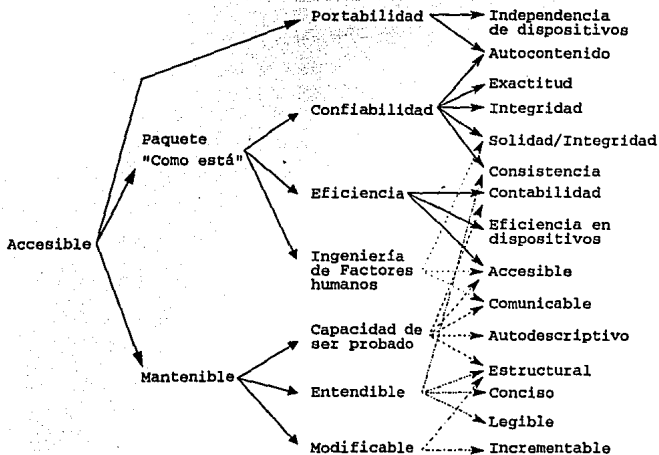 Portabilidad
Independencia
de dispositivos
Autocontenido
Exactitud
Confiabilidad
Integridad
Paquete
"Como está"
Solidad/Integridad
Consistencia
Eficiencia
Contabilidad
Eficiencia en
dispositivos
Accesible
Ingeniería
de Factores
humanos
Accesible
Comunicable
Capacidad de
ser probado
Autodescriptivo
Mantenible
Estructural
Entendible
Conciso
Legible
Modificable
Incrementable